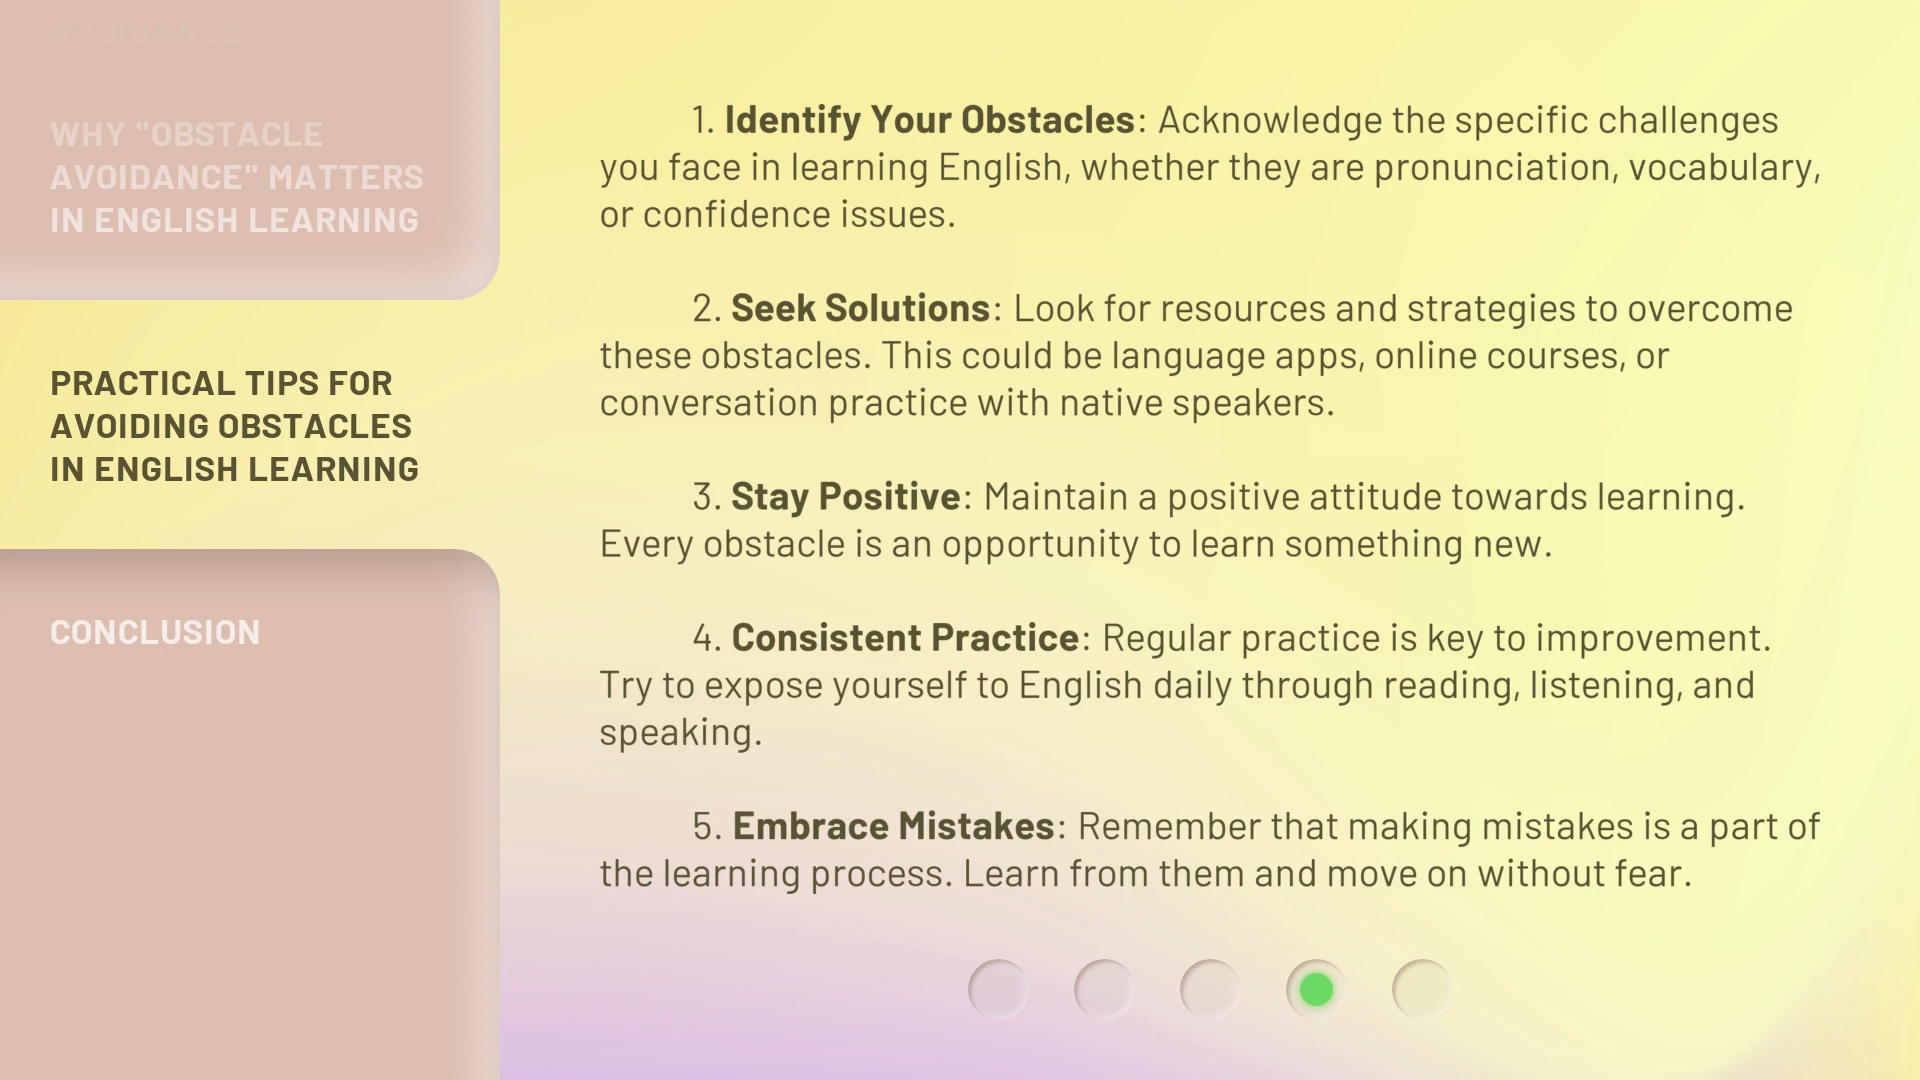 AVOIDANCE
WHY "OBSTACLE
AVOIDANCE" MATTERS
IN ENGLISH LEARNING
PRACTICAL TIPS FOR
AVOIDING OBSTACLES
IN ENGLISH LEARNING
CONCLUSION
1. Identify Your Obstacles: Acknowledge the specific challenges
you face in learning English, whether they are pronunciation, vocabulary,
or confidence issues.
2. Seek Solutions: Look for resources and strategies to overcome
these obstacles. This could be language apps, online courses, or
conversation practice with native speakers.
3. Stay Positive: Maintain a positive attitude towards learning.
Every obstacle is an opportunity to learn something new.
4. Consistent Practice: Regular practice is key to improvement.
Try to expose yourself to English daily through reading, listening, and
speaking.
5. Embrace Mistakes: Remember that making mistakes is a part of
the learning process. Learn from them and move on without fear.